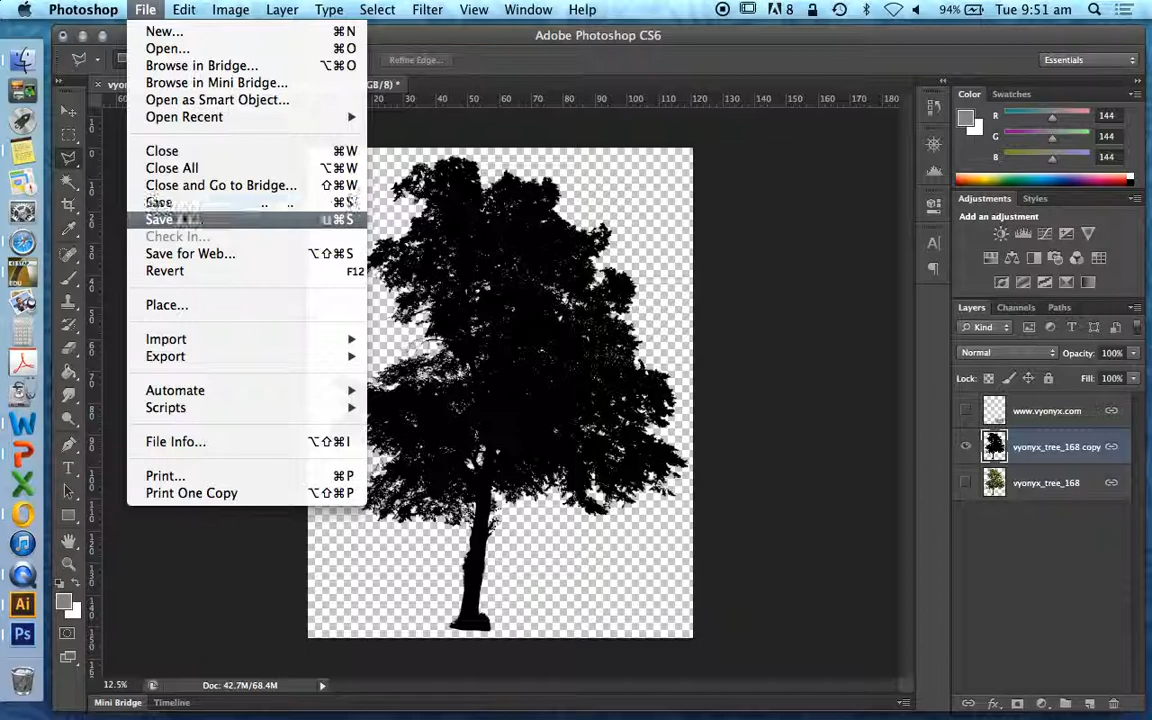 Photoshop File Edit Image Layer Type Select Filter View Window Help 8 94% Tue 9:51 am
Adobe Photoshop CS6
Refine Edge... Essentials
GB/8) *
New... ⌘N
Open... ⌘O
Browse in Bridge... ⌥⌘O
Browse in Mini Bridge...
Open as Smart Object...
Open Recent
Close ⌘W
Close All ⌥⌘W
Close and Go to Bridge... ⇧⌘W
Save ⌘S
Save ⌘S
Check In...
Save for Web... ⌥⇧⌘S
Revert F12
Place...
Import
Export
Automate
Scripts
File Info... ⌥⇧⌘I
Print... ⌘P
Print One Copy ⌥⇧⌘P
60 20 30 40 50 60 70 80 90 100 110 120 130 140 150 160 170 180
Color Swatches
R 144
G 144
B 144
Adjustments Styles
Add an adjustment
Layers Channels Paths
Kind
Normal Opacity: 100%
Lock: Fill: 100%
www.vyonyx.com
vyonyx_tree_168 copy
vyonyx_tree_168
12.5% Doc: 42.7M/68.4M
Mini Bridge Timeline
Ai
Ps